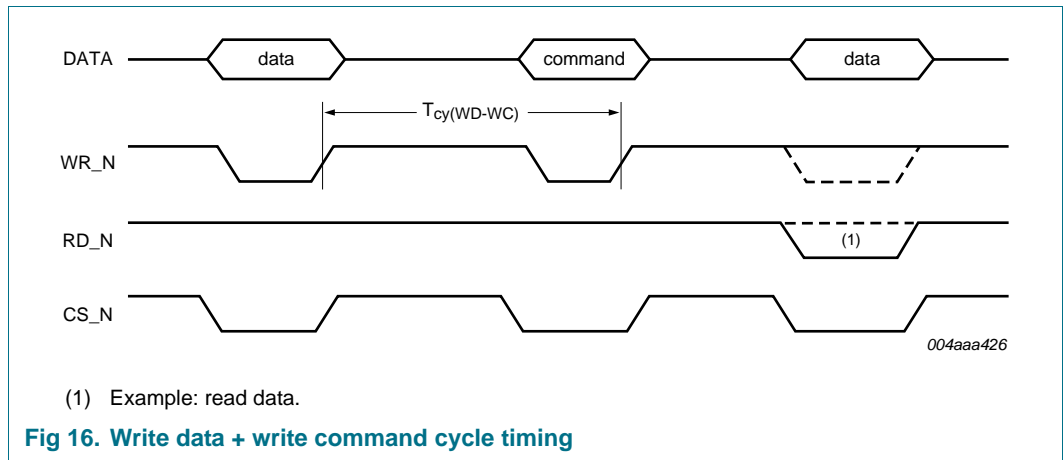 DATA
data
command
data
Tcy(WD-WC)
WR_N
RD_N
(1)
CS_N
004aaa426
(1) Example: read data.
Fig 16. Write data + write command cycle timing